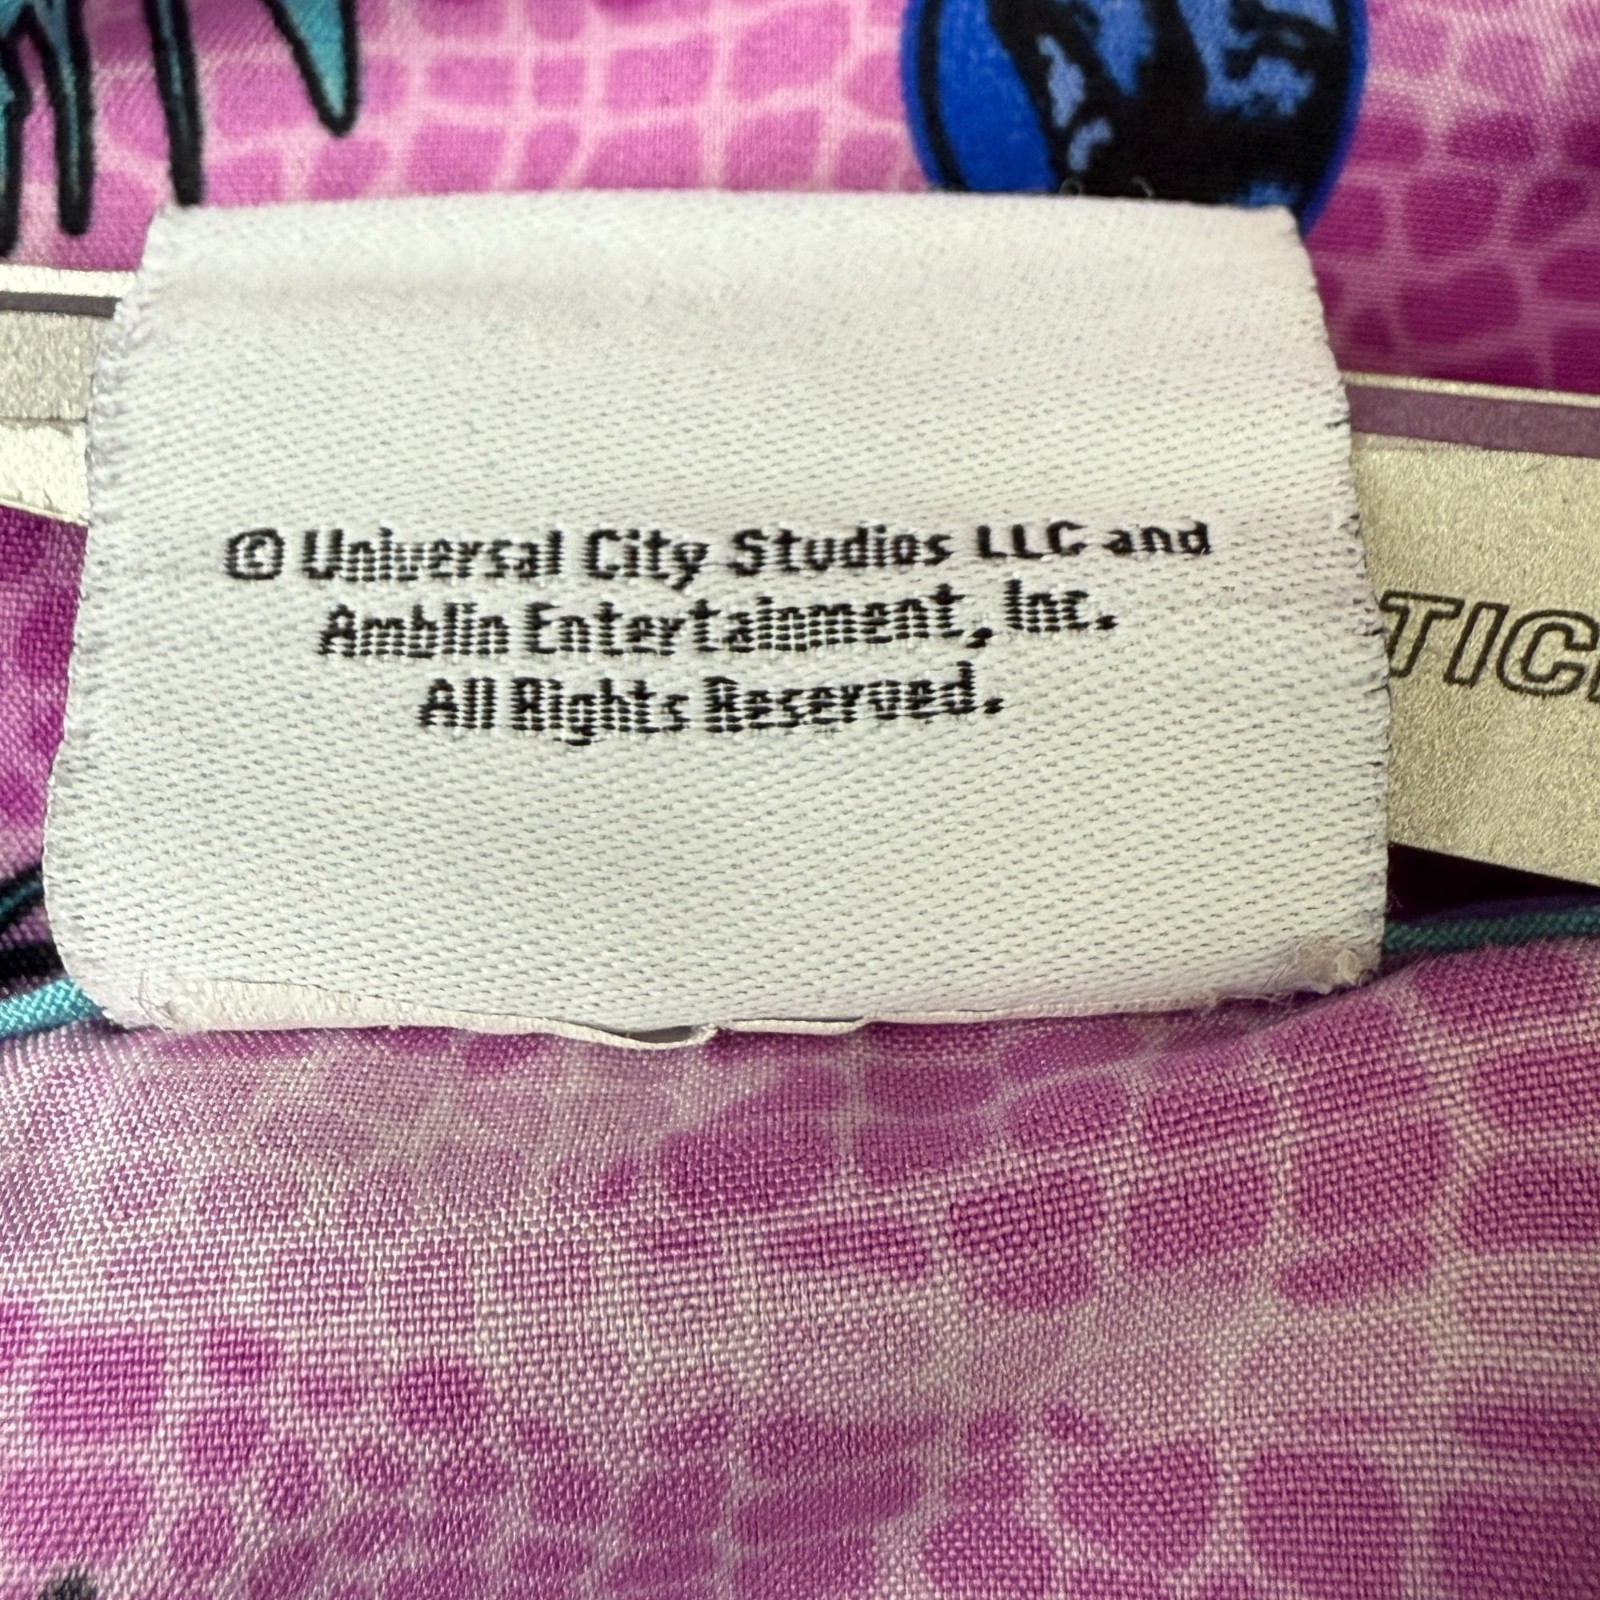 © Universal City Studios LLC and
Amblin Entertainment, Inc.
All Rights Reserved.
TIC